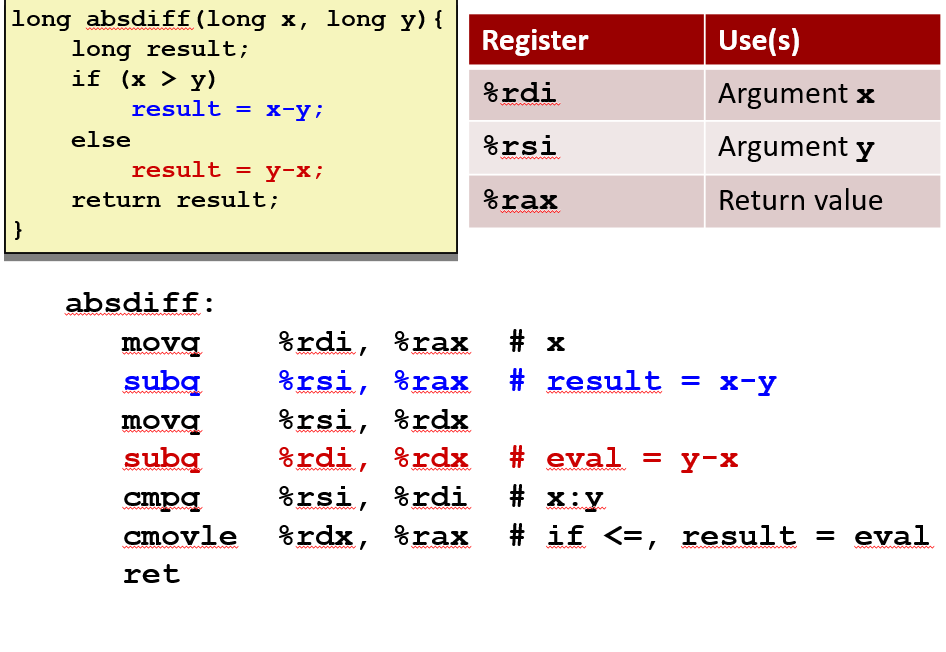 long absdiff(long x, long y){
    long result;
    if (x > y)
        result = x-y;
    else
        result = y-x;
    return result;
}
Register Use(s)
%rdi Argument x
%rsi Argument y
%rax Return value
absdiff:
    movq    %rdi, %rax  # x
    subq    %rsi, %rax  # result = x-y
    movq    %rsi, %rdx
    subq    %rdi, %rdx  # eval = y-x
    cmpq    %rsi, %rdi  # x:y
    cmovle  %rdx, %rax  # if <=, result = eval
    ret